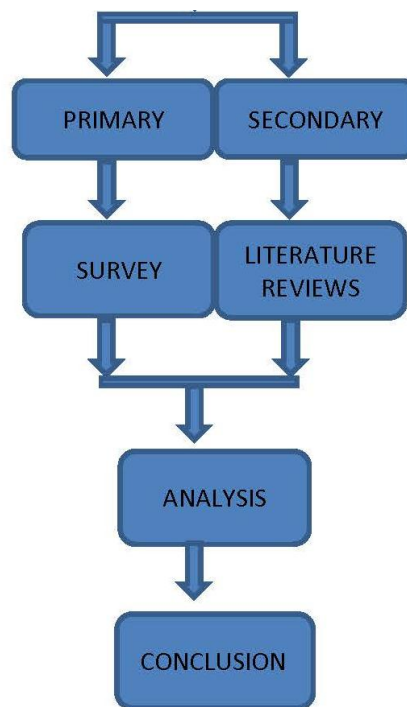 PRIMARY
SECONDARY
SURVEY
LITERATURE
REVIEWS
ANALYSIS
CONCLUSION